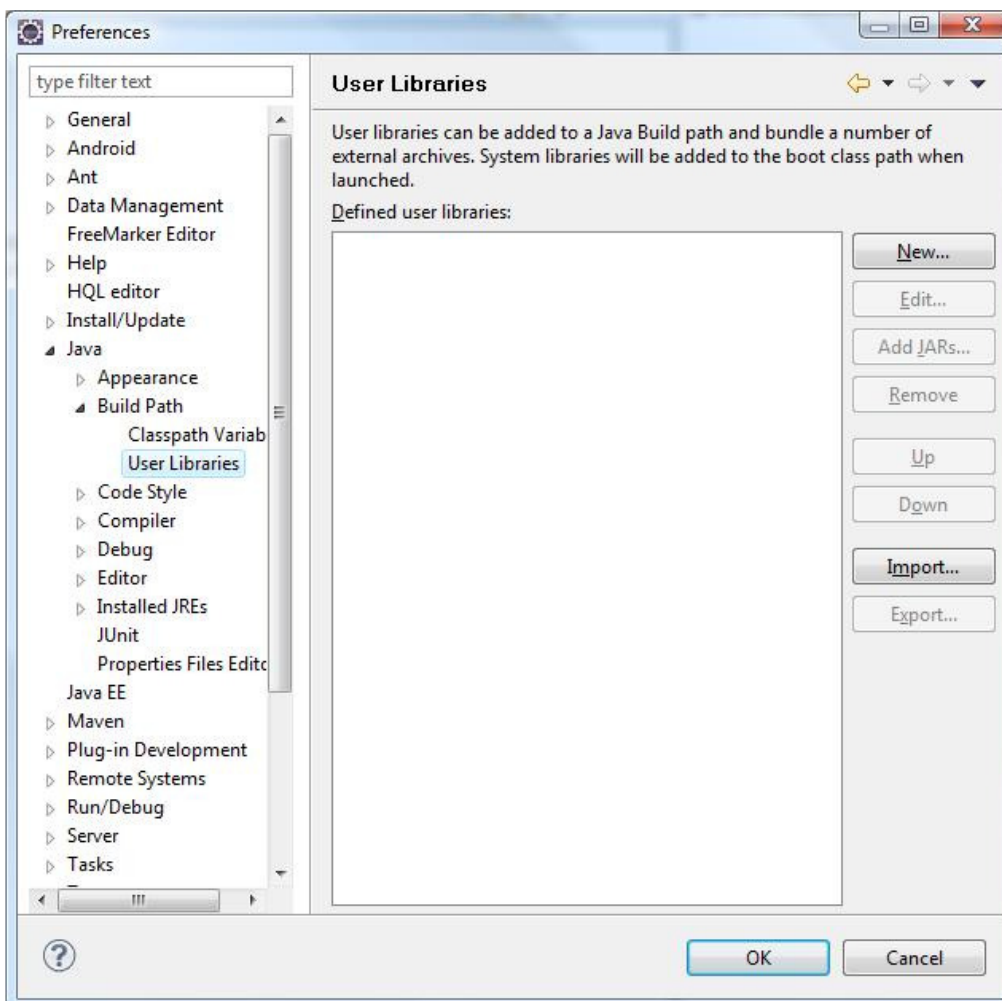 Preferences
type filter text
General
Android
Ant
Data Management
FreeMarker Editor
Help
HQL editor
Install/Update
Java
Appearance
Build Path
Classpath Variab
User Libraries
Code Style
Compiler
Debug
Editor
Installed JREs
JUnit
Properties Files Edito
Java EE
Maven
Plug-in Development
Remote Systems
Run/Debug
Server
Tasks
User Libraries
User libraries can be added to a Java Build path and bundle a number of
external archives. System libraries will be added to the boot class path when
launched.
Defined user libraries:
New...
Edit...
Add JARs...
Remove
Up
Down
Import...
Export...
OK
Cancel